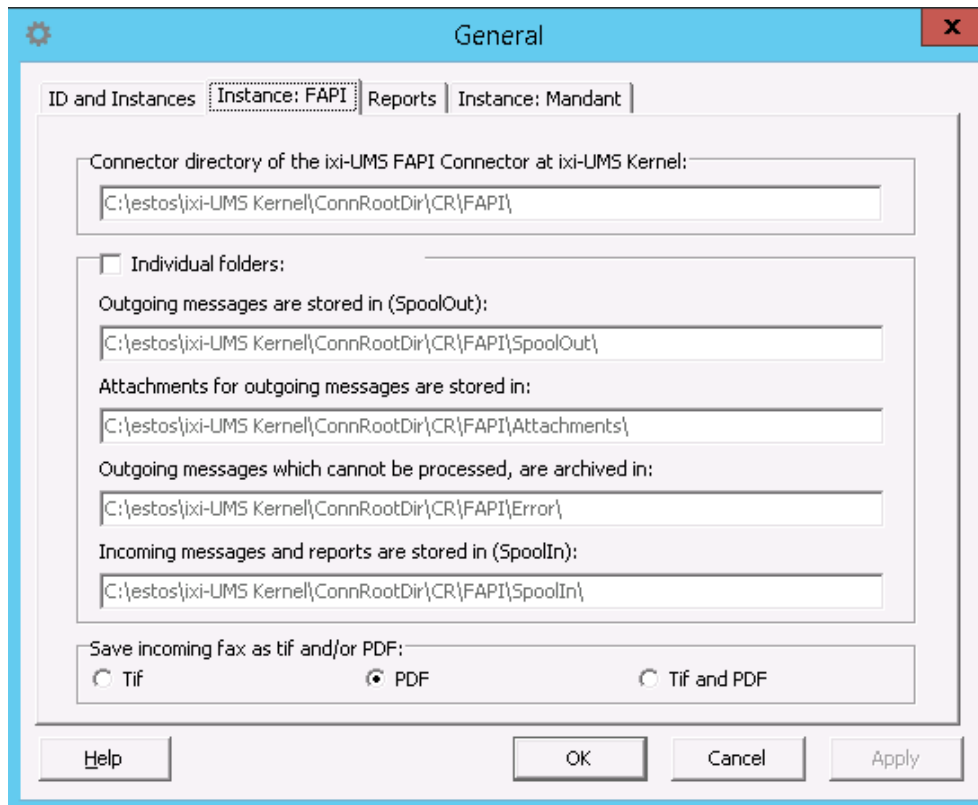 General
x
ID and Instances Instance: FAPI Reports Instance: Mandant
Connector directory of the ixi-UMS FAPI Connector at ixi-UMS Kernel:
C:\estos\ixi-UMS Kernel\ConnRootDir\CR\FAPI\
Individual folders:
Outgoing messages are stored in (SpoolOut):
C:\estos\ixi-UMS Kernel\ConnRootDir\CR\FAPI\SpoolOut\
Attachments for outgoing messages are stored in:
C:\estos\ixi-UMS Kernel\ConnRootDir\CR\FAPI\Attachments\
Outgoing messages which cannot be processed, are archived in:
C:\estos\ixi-UMS Kernel\ConnRootDir\CR\FAPI\Error\
Incoming messages and reports are stored in (SpoolIn):
C:\estos\ixi-UMS Kernel\ConnRootDir\CR\FAPI\SpoolIn\
Save incoming fax as tif and/or PDF:
Tif PDF Tif and PDF
Help OK Cancel Apply